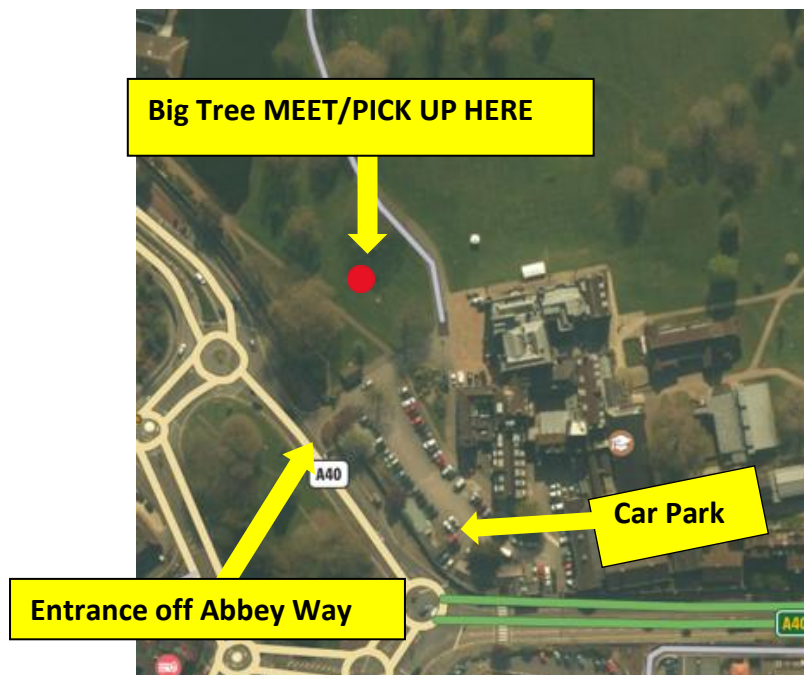 Big Tree MEET/PICK UP HERE
A40
Car Park
Entrance off Abbey Way
A40